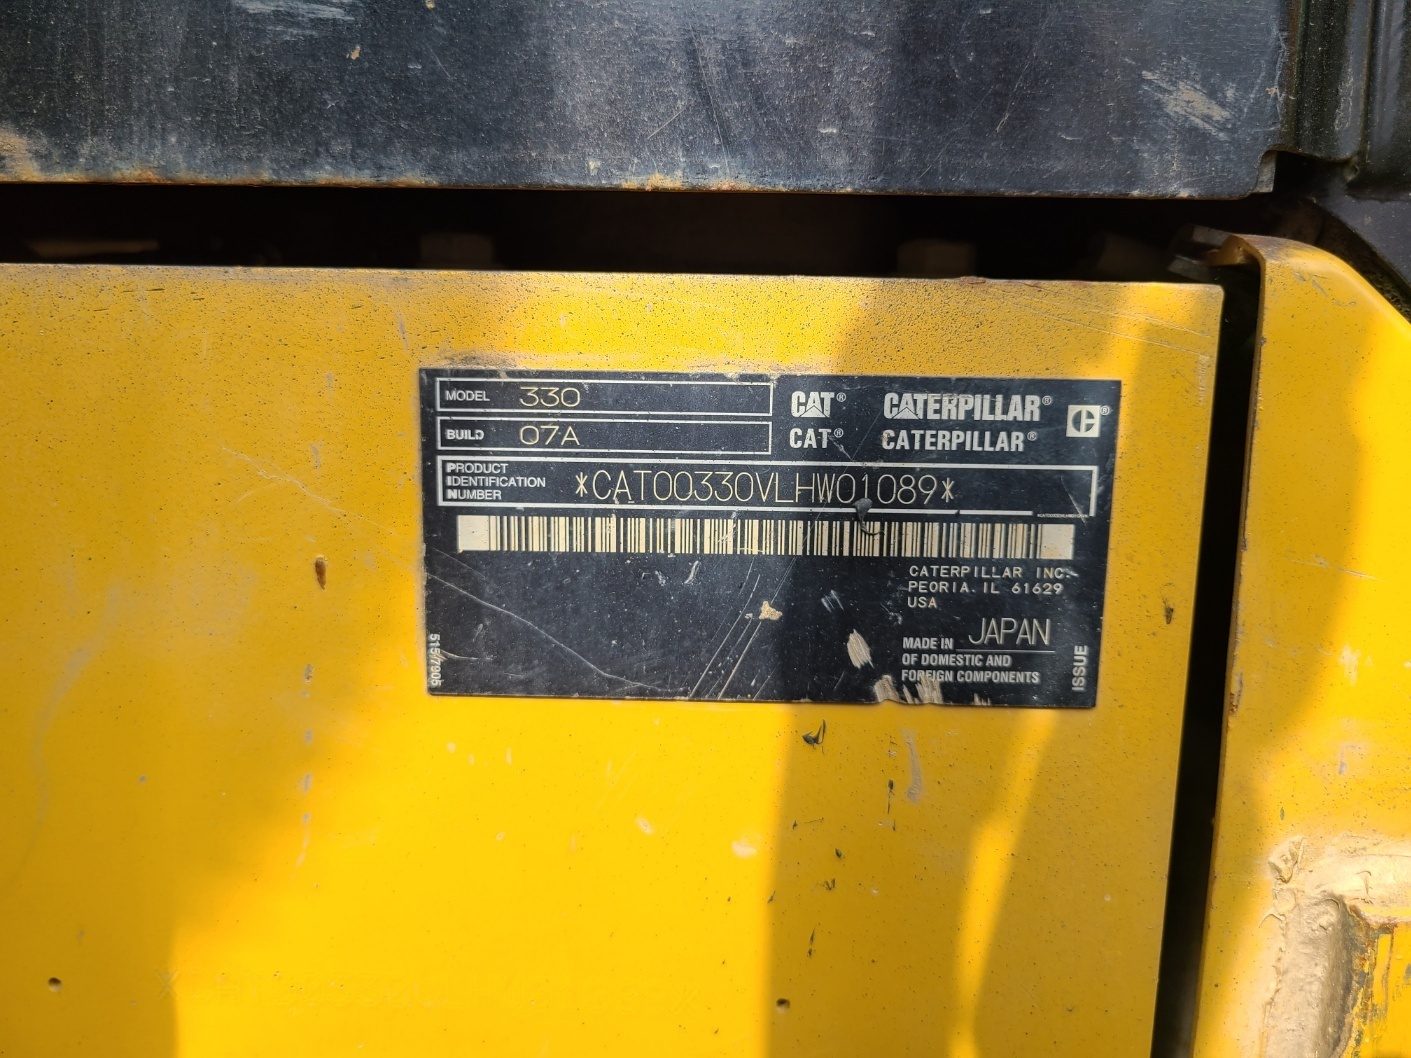 MODEL 330
BUILD 07A
CAT® CATERPILLAR® C®
CAT® CATERPILLAR®
PRODUCT
IDENTIFICATION
NUMBER
*CAT00330VLHW01089*
CATERPILLAR INC.
PEORIA. IL 61629
USA
MADE IN JAPAN
OF DOMESTIC AND
FOREIGN COMPONENTS
ISSUE